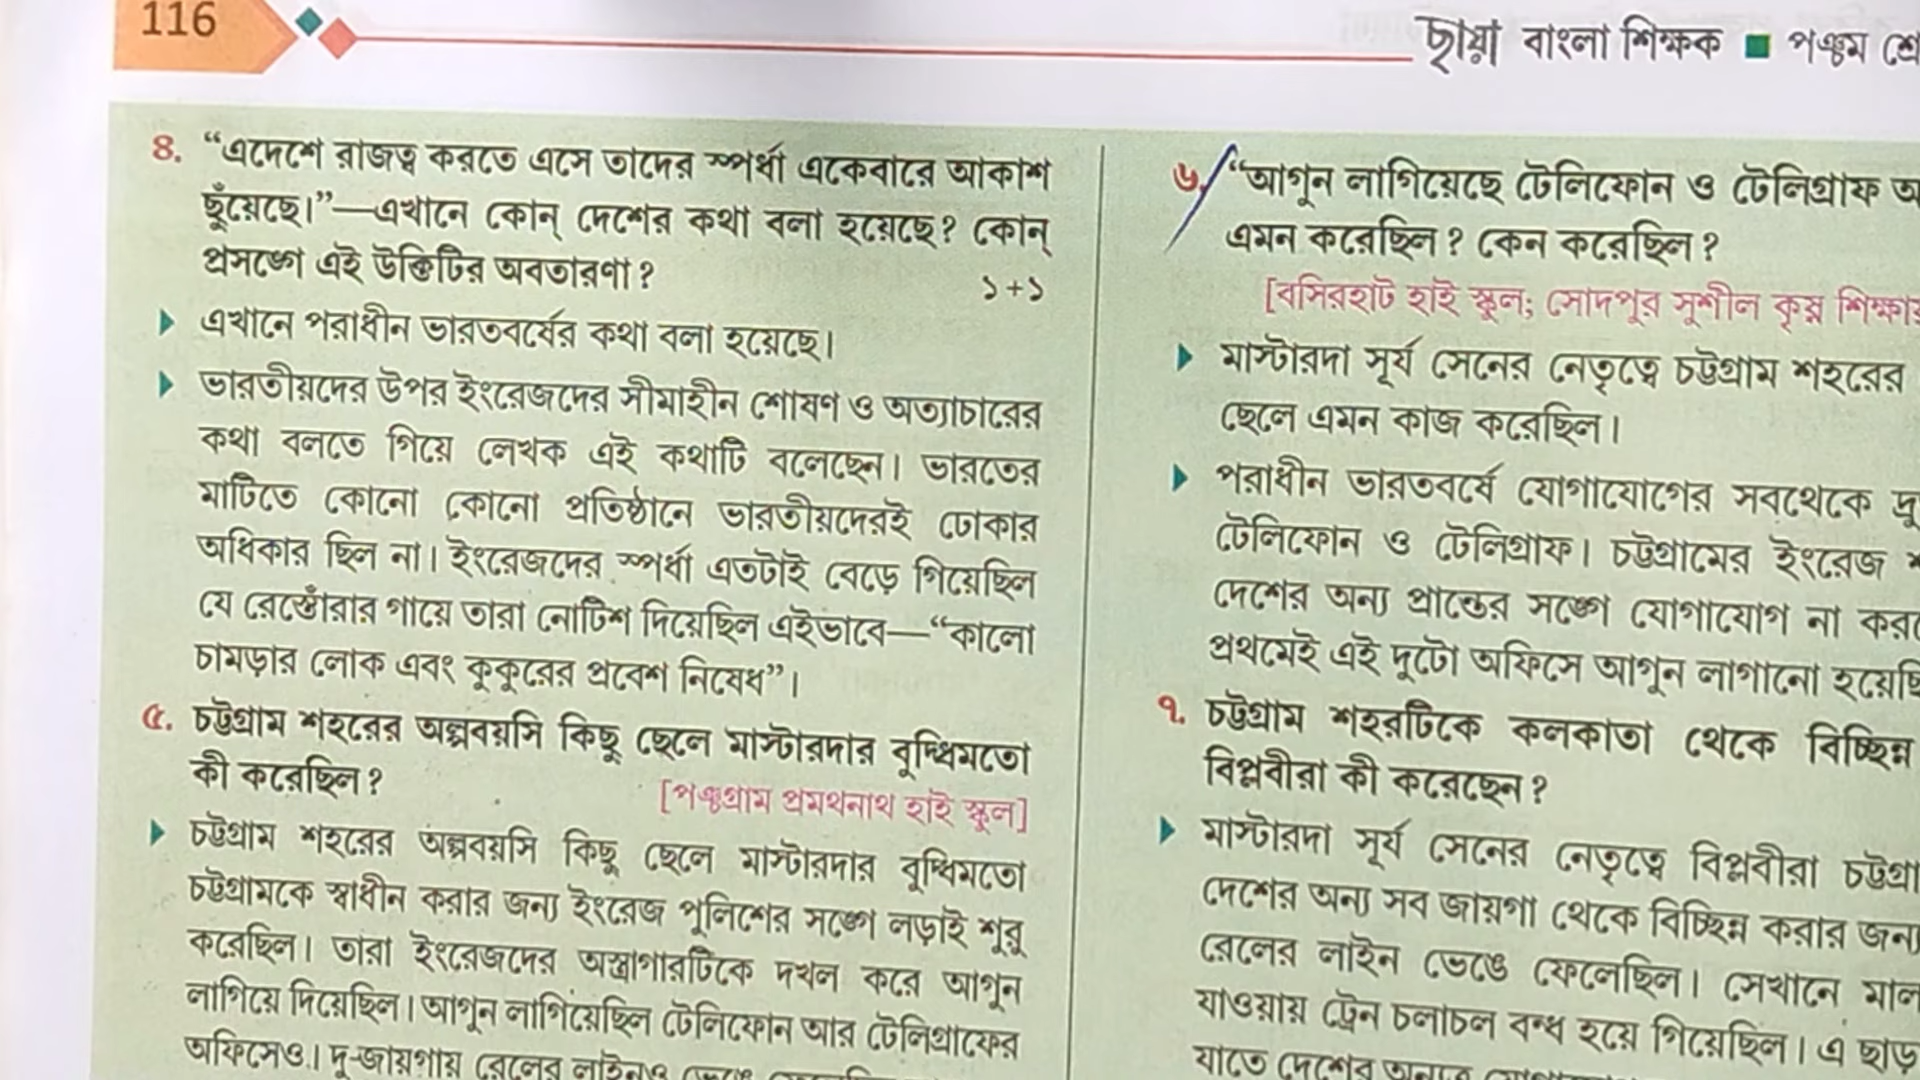 116
ছায়া বাংলা শিক্ষক ■ পঞ্চম
৪. “এদেশে রাজত্ব করতে এসে তাদের স্পর্ধা একেবারে আকাশ
ছুঁয়েছে।”—এখানে কোন্ দেশের কথা বলা হয়েছে? কোন্
প্রসঙ্গে এই উক্তিটির অবতারণা? ১+১
এখানে পরাধীন ভারতবর্ষের কথা বলা হয়েছে।
ভারতীয়দের উপর ইংরেজদের সীমাহীন শোষণ ও অত্যাচারের
কথা বলতে গিয়ে লেখক এই কথাটি বলেছেন। ভারতের
মাটিতে কোনো কোনো প্রতিষ্ঠানে ভারতীয়দেরই ঢোকার
অধিকার ছিল না। ইংরেজদের স্পর্ধা এতটাই বেড়ে গিয়েছিল
যে রেস্তোঁরার গায়ে তারা নোটিশ দিয়েছিল এইভাবে—“কালো
চামড়ার লোক এবং কুকুরের প্রবেশ নিষেধ”।
৫. চট্টগ্রাম শহরের অল্পবয়সি কিছু ছেলে মাস্টারদার বুদ্ধিমতো
কী করেছিল?
[পঞ্চগ্রাম প্রমথনাথ হাই স্কুল]
চট্টগ্রাম শহরের অল্পবয়সি কিছু ছেলে মাস্টারদার বুদ্ধিমতো
চট্টগ্রামকে স্বাধীন করার জন্য ইংরেজ পুলিশের সঙ্গে লড়াই শুরু
করেছিল। তারা ইংরেজদের অস্ত্রাগারটিকে দখল করে আগুন
লাগিয়ে দিয়েছিল। আগুন লাগিয়েছিল টেলিফোন আর টেলিগ্রাফের
অফিসেও। দু-জায়গায় রেলের লাইনও
৬. “আগুন লাগিয়েছে টেলিফোন ও টেলিগ্রাফ
এমন করেছিল? কেন করেছিল?
[বসিরহাট হাই স্কুল; সোদপুর সুশীল কৃষ্ণ
মাস্টারদা সূর্য সেনের নেতৃত্বে চট্টগ্রাম শহরের
ছেলে এমন কাজ করেছিল।
পরাধীন ভারতবর্ষে যোগাযোগের সবথেকে
টেলিফোন ও টেলিগ্রাফ। চট্টগ্রামের ইংরেজ
দেশের অন্য প্রান্তের সঙ্গে যোগাযোগ না
প্রথমেই এই দুটো অফিসে আগুন লাগানো
৭. চট্টগ্রাম শহরটিকে কলকাতা থেকে বিচ্ছিন্ন
বিপ্লবীরা কী করেছেন?
মাস্টারদা সূর্য সেনের নেতৃত্বে বিপ্লবীরা
দেশের অন্য সব জায়গা থেকে বিচ্ছিন্ন করার জন্য
রেলের লাইন ভেঙে ফেলেছিল। সেখানে
যাওয়ায় ট্রেন চলাচল বন্ধ হয়ে গিয়েছিল। এ
যাতে দেশের